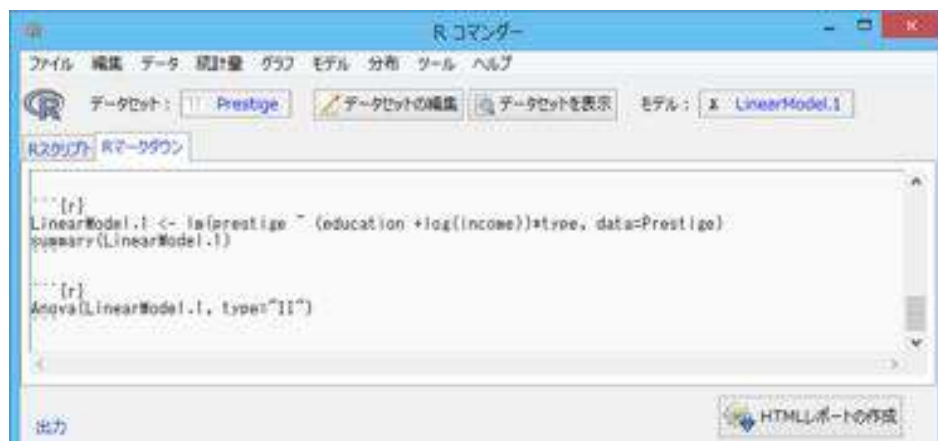 R コマンダー
ファイル 編集 データ 統計量 グラフ モデル 分布 ツール ヘルプ
データセット: Prestige データセットの編集 データセットを表示 モデル: Σ LinearModel.1
Rスクリプト Rマークダウン
```{r}
LinearModel.1 <- lm(prestige ~ (education +log(income))*type, data=Prestige)
summary(LinearModel.1)
```
```{r}
Anova(LinearModel.1, type="II")
出力
HTMLレポートの作成